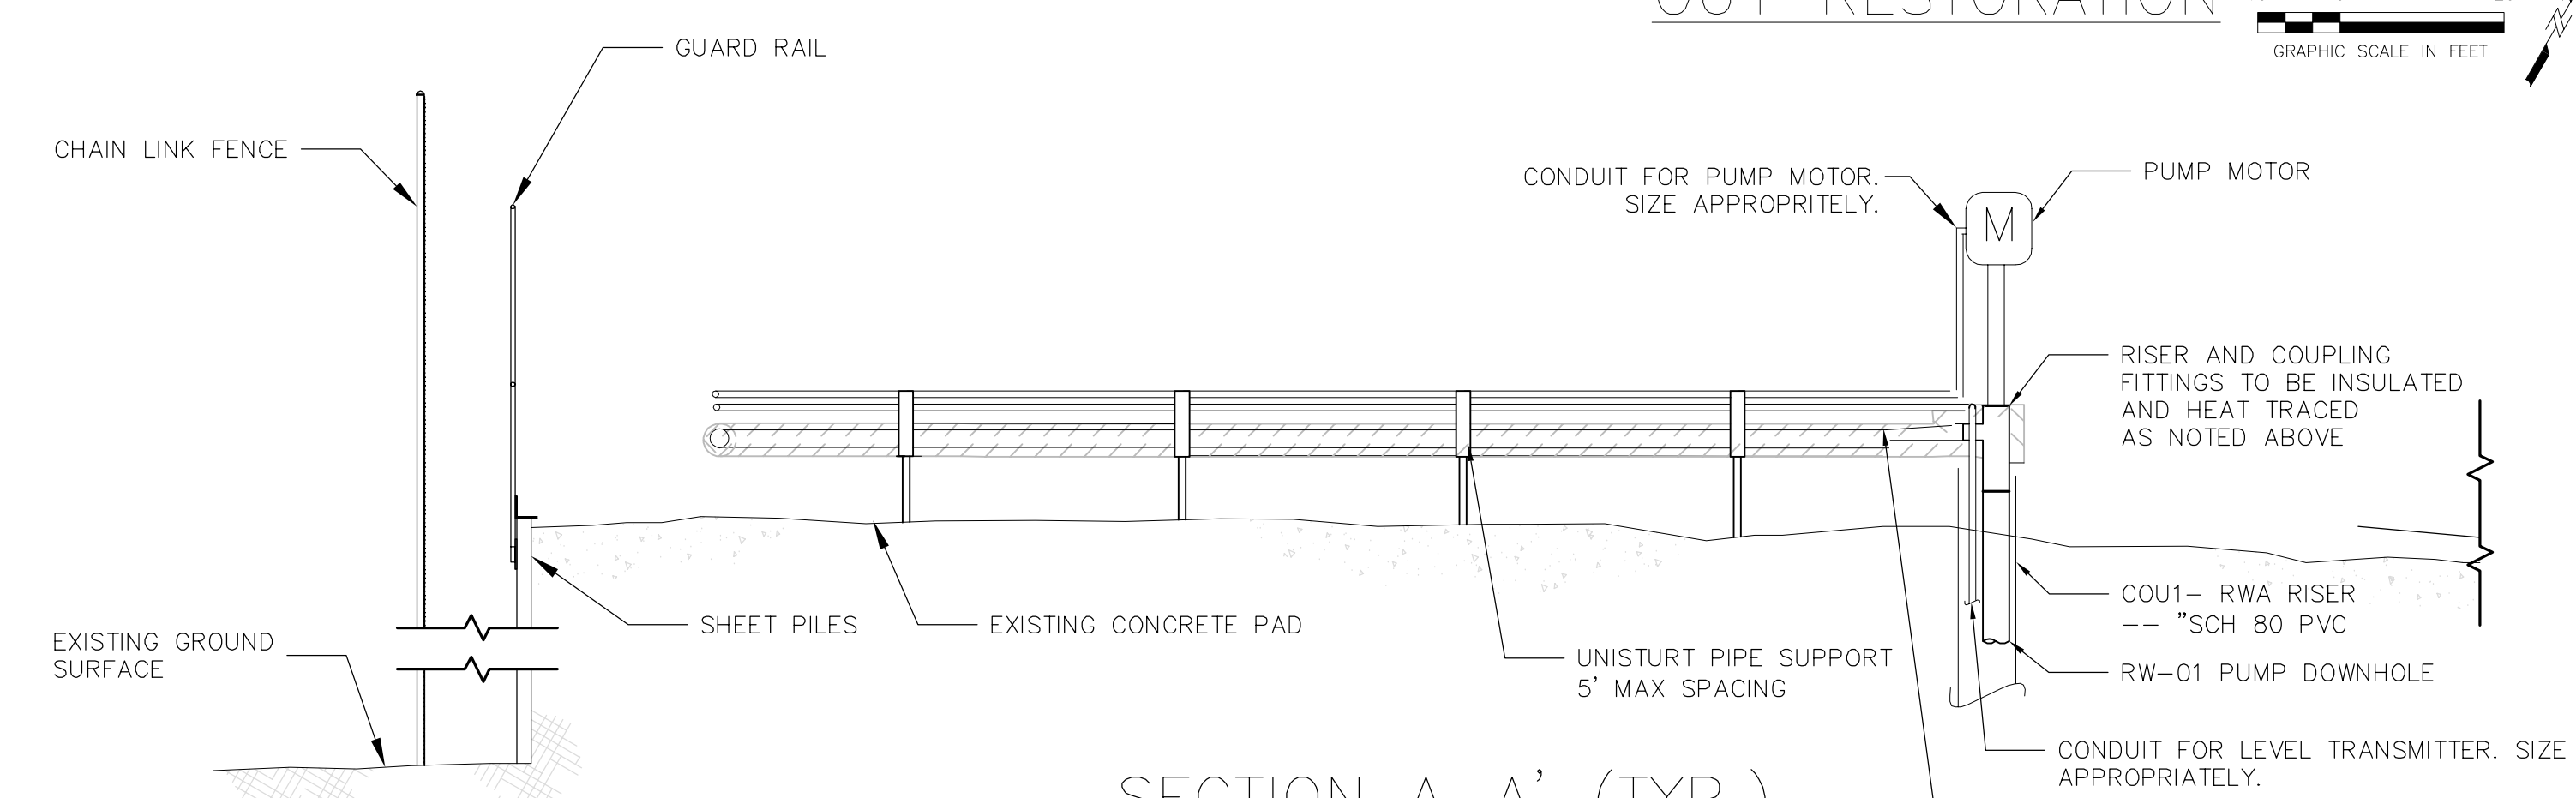 RESTORATION
GRAPHIC SCALE IN FEET
GUARD RAIL
CHAIN LINK FENCE
CONDUIT FOR PUMP MOTOR.
SIZE APPROPRITELY.
M
PUMP MOTOR
RISER AND COUPLING
FITTINGS TO BE INSULATED
AND HEAT TRACED
AS NOTED ABOVE
COU1- RWA RISER
-- "SCH 80 PVC
RW-01 PUMP DOWNHOLE
CONDUIT FOR LEVEL TRANSMITTER. SIZE
APPROPRIATELY.
UNISTURT PIPE SUPPORT
5' MAX SPACING
EXISTING CONCRETE PAD
SHEET PILES
EXISTING GROUND
SURFACE
SECTION A A' (TYP.)